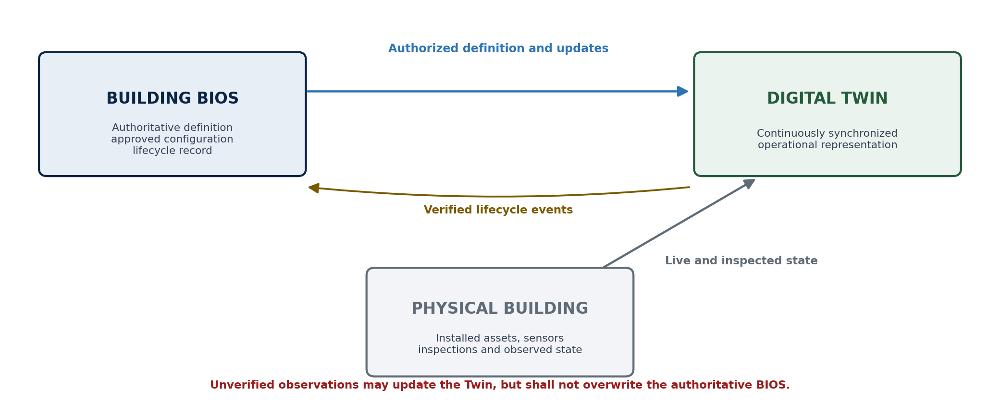 Authorized definition and updates
BUILDING BIOS
Authoritative definition
approved configuration
lifecycle record
DIGITAL TWIN
Continuously synchronized
operational representation
Verified lifecycle events
Live and inspected state
PHYSICAL BUILDING
Installed assets, sensors
inspections and observed state
Unverified observations may update the Twin, but shall not overwrite the authoritative BIOS.